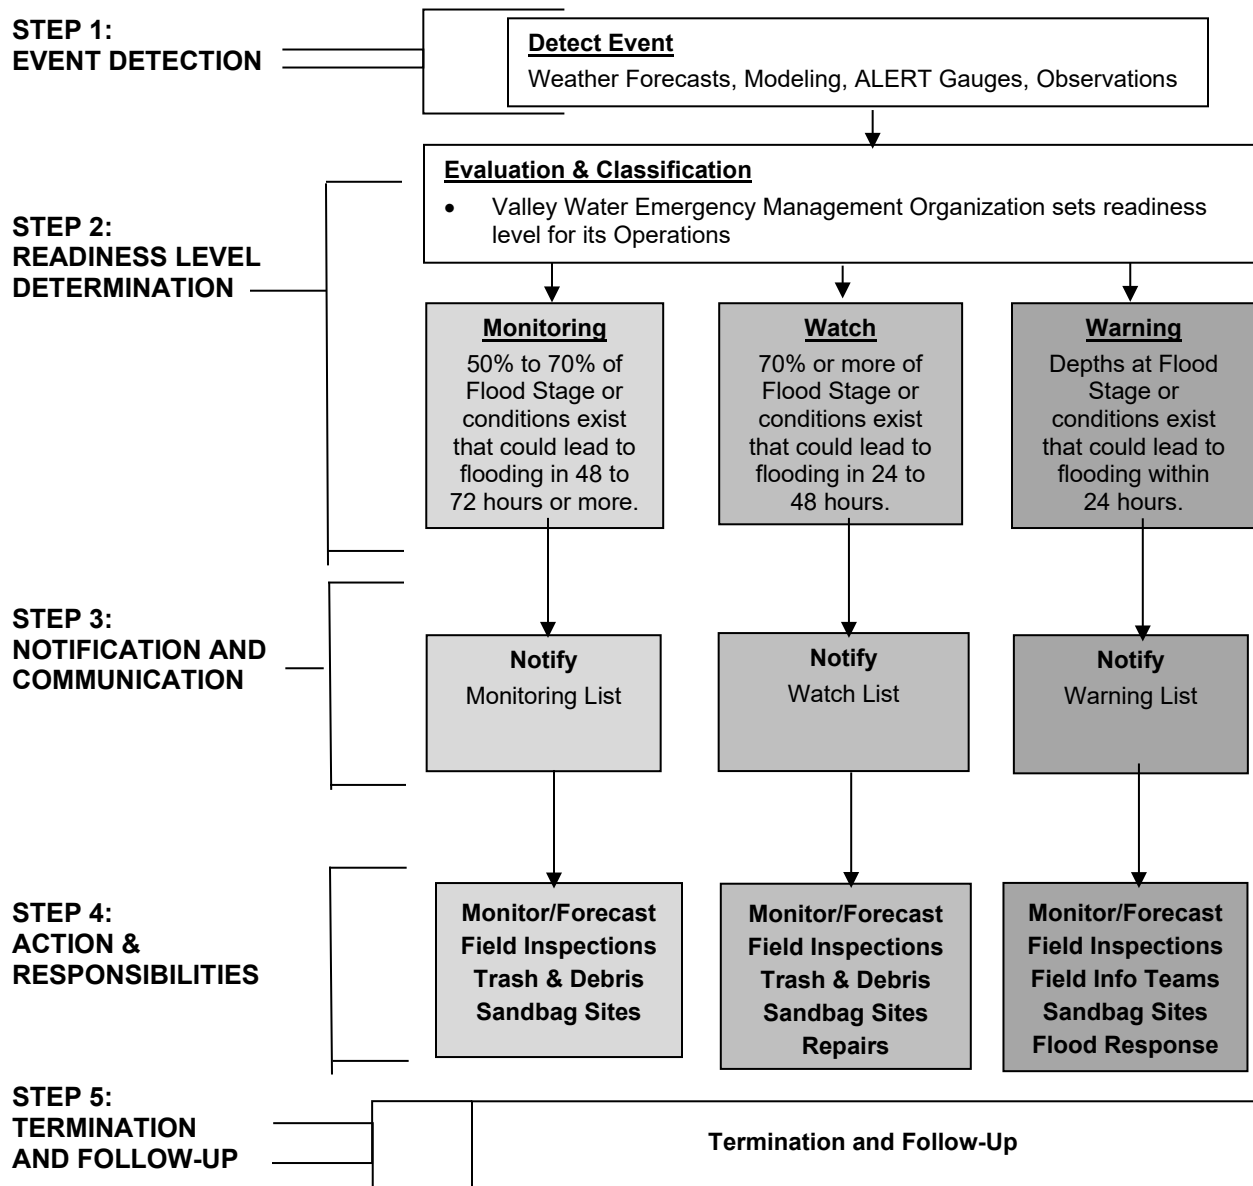 STEP 1:
EVENT DETECTION
Detect Event
Weather Forecasts, Modeling, ALERT Gauges, Observations
STEP 2:
READINESS LEVEL
DETERMINATION
Evaluation & Classification
• Valley Water Emergency Management Organization sets readiness
level for its Operations
Monitoring
50% to 70% of
Flood Stage or
conditions exist
that could lead to
flooding in 48 to
72 hours or more.
Watch
70% or more of
Flood Stage or
conditions exist
that could lead to
flooding in 24 to
48 hours.
Warning
Depths at Flood
Stage or
conditions exist
that could lead to
flooding within
24 hours.
STEP 3:
NOTIFICATION AND
COMMUNICATION
Notify
Monitoring List
Notify
Watch List
Notify
Warning List
STEP 4:
ACTION &
RESPONSIBILITIES
Monitor/Forecast
Field Inspections
Trash & Debris
Sandbag Sites
Monitor/Forecast
Field Inspections
Trash & Debris
Sandbag Sites
Repairs
Monitor/Forecast
Field Inspections
Field Info Teams
Sandbag Sites
Flood Response
STEP 5:
TERMINATION
AND FOLLOW-UP
Termination and Follow-Up